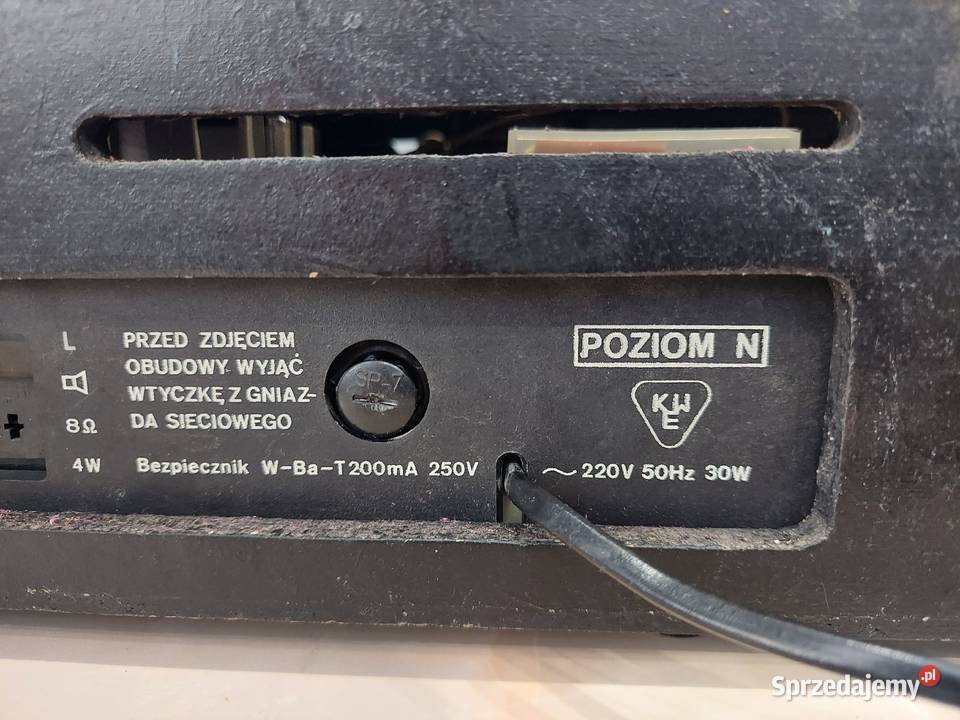 L
PRZED ZDJĘCIEM
OBUDOWY WYJĄĆ
WTYCZKĘ Z GNIAZ-
DA SIECIOWEGO
8Ω
4W
Bezpiecznik W-Ba-T200mA 250V
SP-7
POZIOM N
KWE
~220V 50Hz 30W
Sprzedajemy.pl